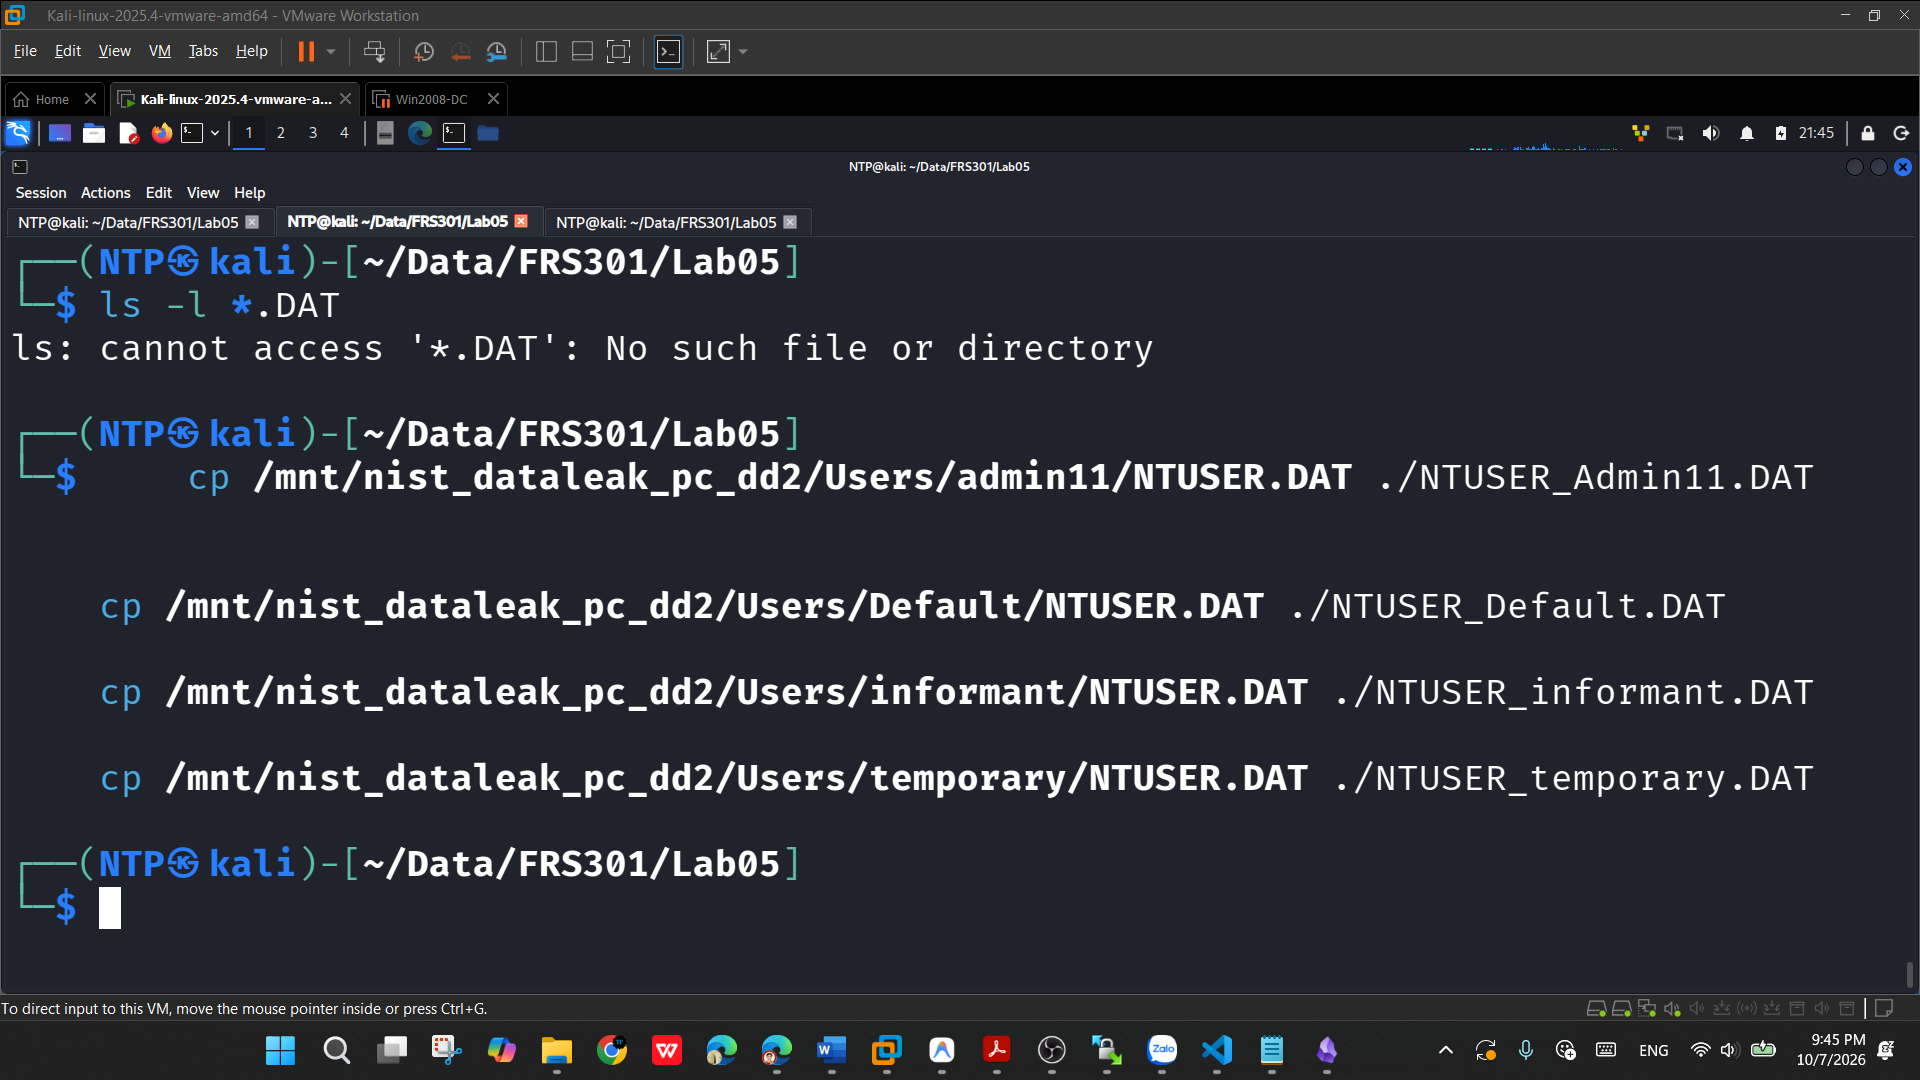 Kali-linux-2025.4-vmware-amd64 - VMware Workstation
File Edit View VM Tabs Help
Home Kali-linux-2025.4-vmware-a... Win2008-DC
1 2 3 4 21:45
NTP@kali: ~/Data/FRS301/Lab05
Session Actions Edit View Help
NTP@kali: ~/Data/FRS301/Lab05 NTP@kali: ~/Data/FRS301/Lab05 NTP@kali: ~/Data/FRS301/Lab05
┌──(NTP㉿kali)-[~/Data/FRS301/Lab05]
└─$ ls -l *.DAT
ls: cannot access '*.DAT': No such file or directory
┌──(NTP㉿kali)-[~/Data/FRS301/Lab05]
└─$ cp /mnt/nist_dataleak_pc_dd2/Users/admin11/NTUSER.DAT ./NTUSER_Admin11.DAT
cp /mnt/nist_dataleak_pc_dd2/Users/Default/NTUSER.DAT ./NTUSER_Default.DAT
cp /mnt/nist_dataleak_pc_dd2/Users/informant/NTUSER.DAT ./NTUSER_informant.DAT
cp /mnt/nist_dataleak_pc_dd2/Users/temporary/NTUSER.DAT ./NTUSER_temporary.DAT
┌──(NTP㉿kali)-[~/Data/FRS301/Lab05]
└─$
To direct input to this VM, move the mouse pointer inside or press Ctrl+G.
Zalo
ENG
9:45 PM
10/7/2026